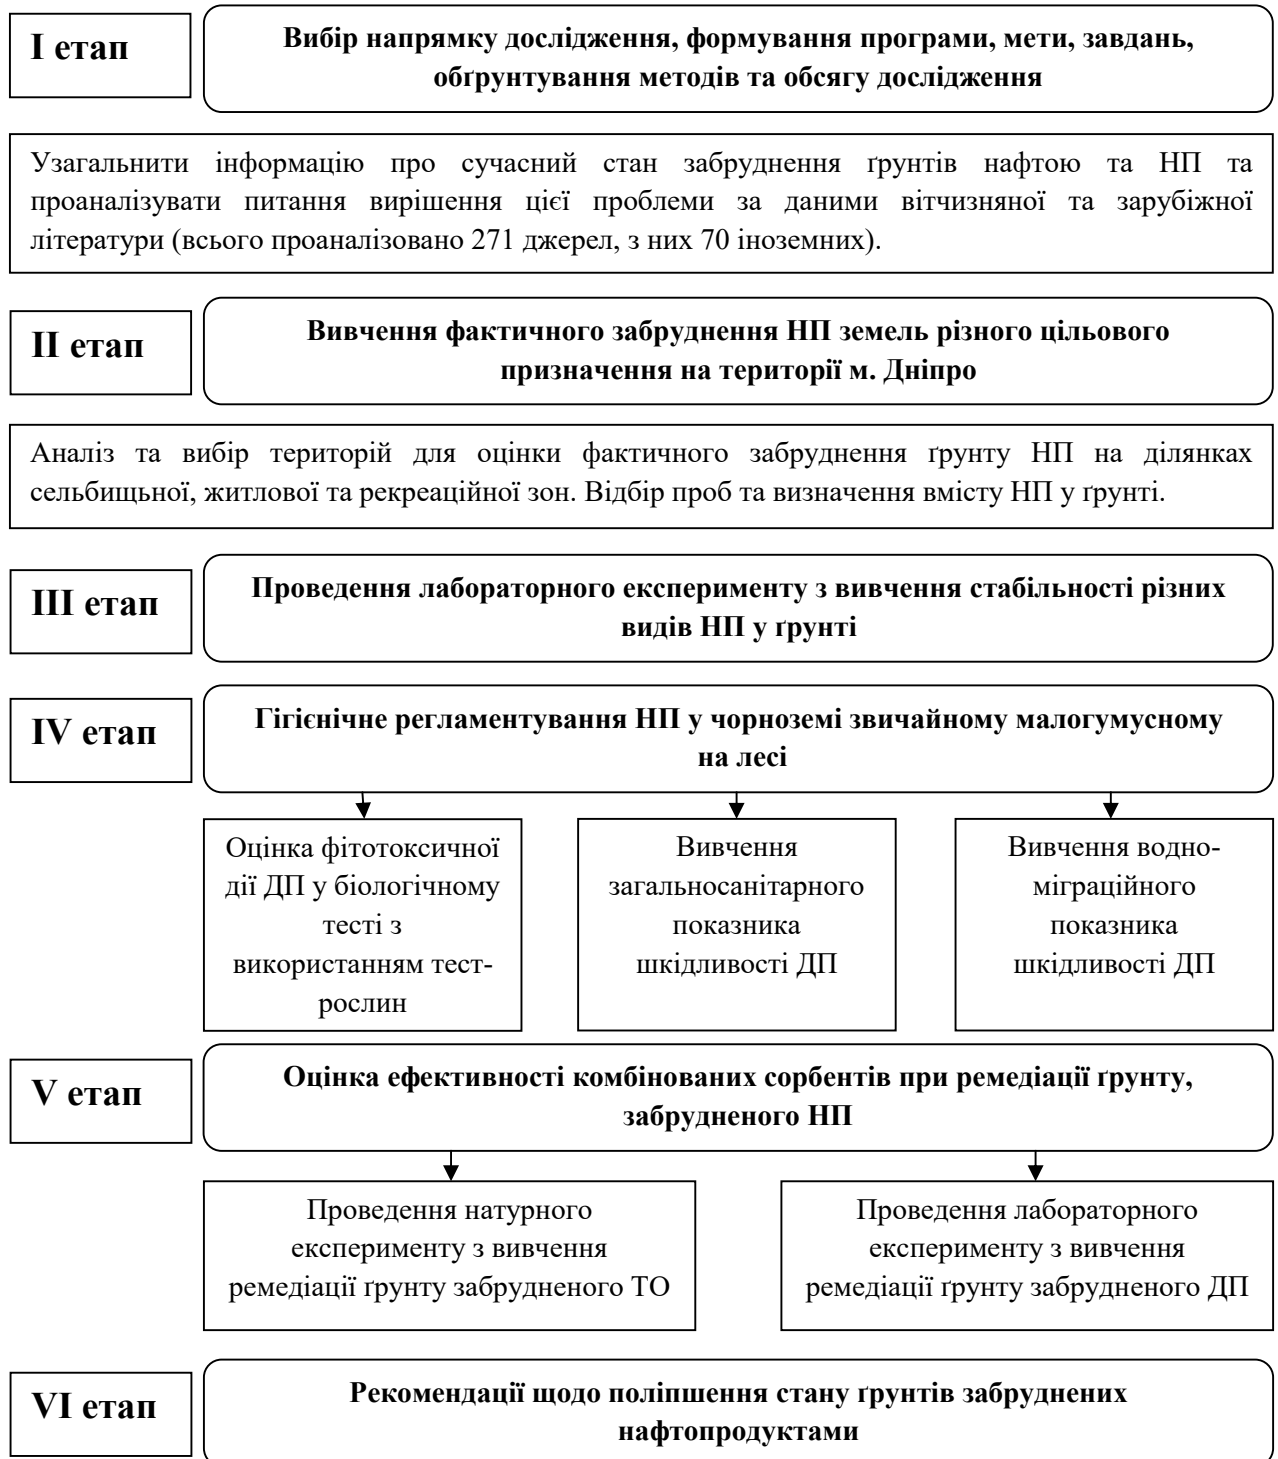 I етап
Вибір напрямку дослідження, формування програми, мети, завдань,
обґрунтування методів та обсягу дослідження
Узагальнити інформацію про сучасний стан забруднення ґрунтів нафтою та НП та
проаналізувати питання вирішення цієї проблеми за даними вітчизняної та зарубіжної
літератури (всього проаналізовано 271 джерел, з них 70 іноземних).
II етап
Вивчення фактичного забруднення НП земель різного цільового
призначення на території м. Дніпро
Аналіз та вибір територій для оцінки фактичного забруднення ґрунту НП на ділянках
сельбищьної, житлової та рекреаційної зон. Відбір проб та визначення вмісту НП у ґрунті.
III етап
Проведення лабораторного експерименту з вивчення стабільності різних
видів НП у ґрунті
IV етап
Гігієнічне регламентування НП у чорноземі звичайному малогумусному
на лесі
Оцінка фітотоксичної
дії ДП у біологічному
тесті з
використанням тест-
рослин
Вивчення
загальносанітарного
показника
шкідливості ДП
Вивчення водно-
міграційного
показника
шкідливості ДП
V етап
Оцінка ефективності комбінованих сорбентів при ремедіації ґрунту,
забрудненого НП
Проведення натурного
експерименту з вивчення
ремедіації ґрунту забрудненого ТО
Проведення лабораторного
експерименту з вивчення
ремедіації ґрунту забрудненого ДП
VI етап
Рекомендації щодо поліпшення стану ґрунтів забруднених
нафтопродуктами